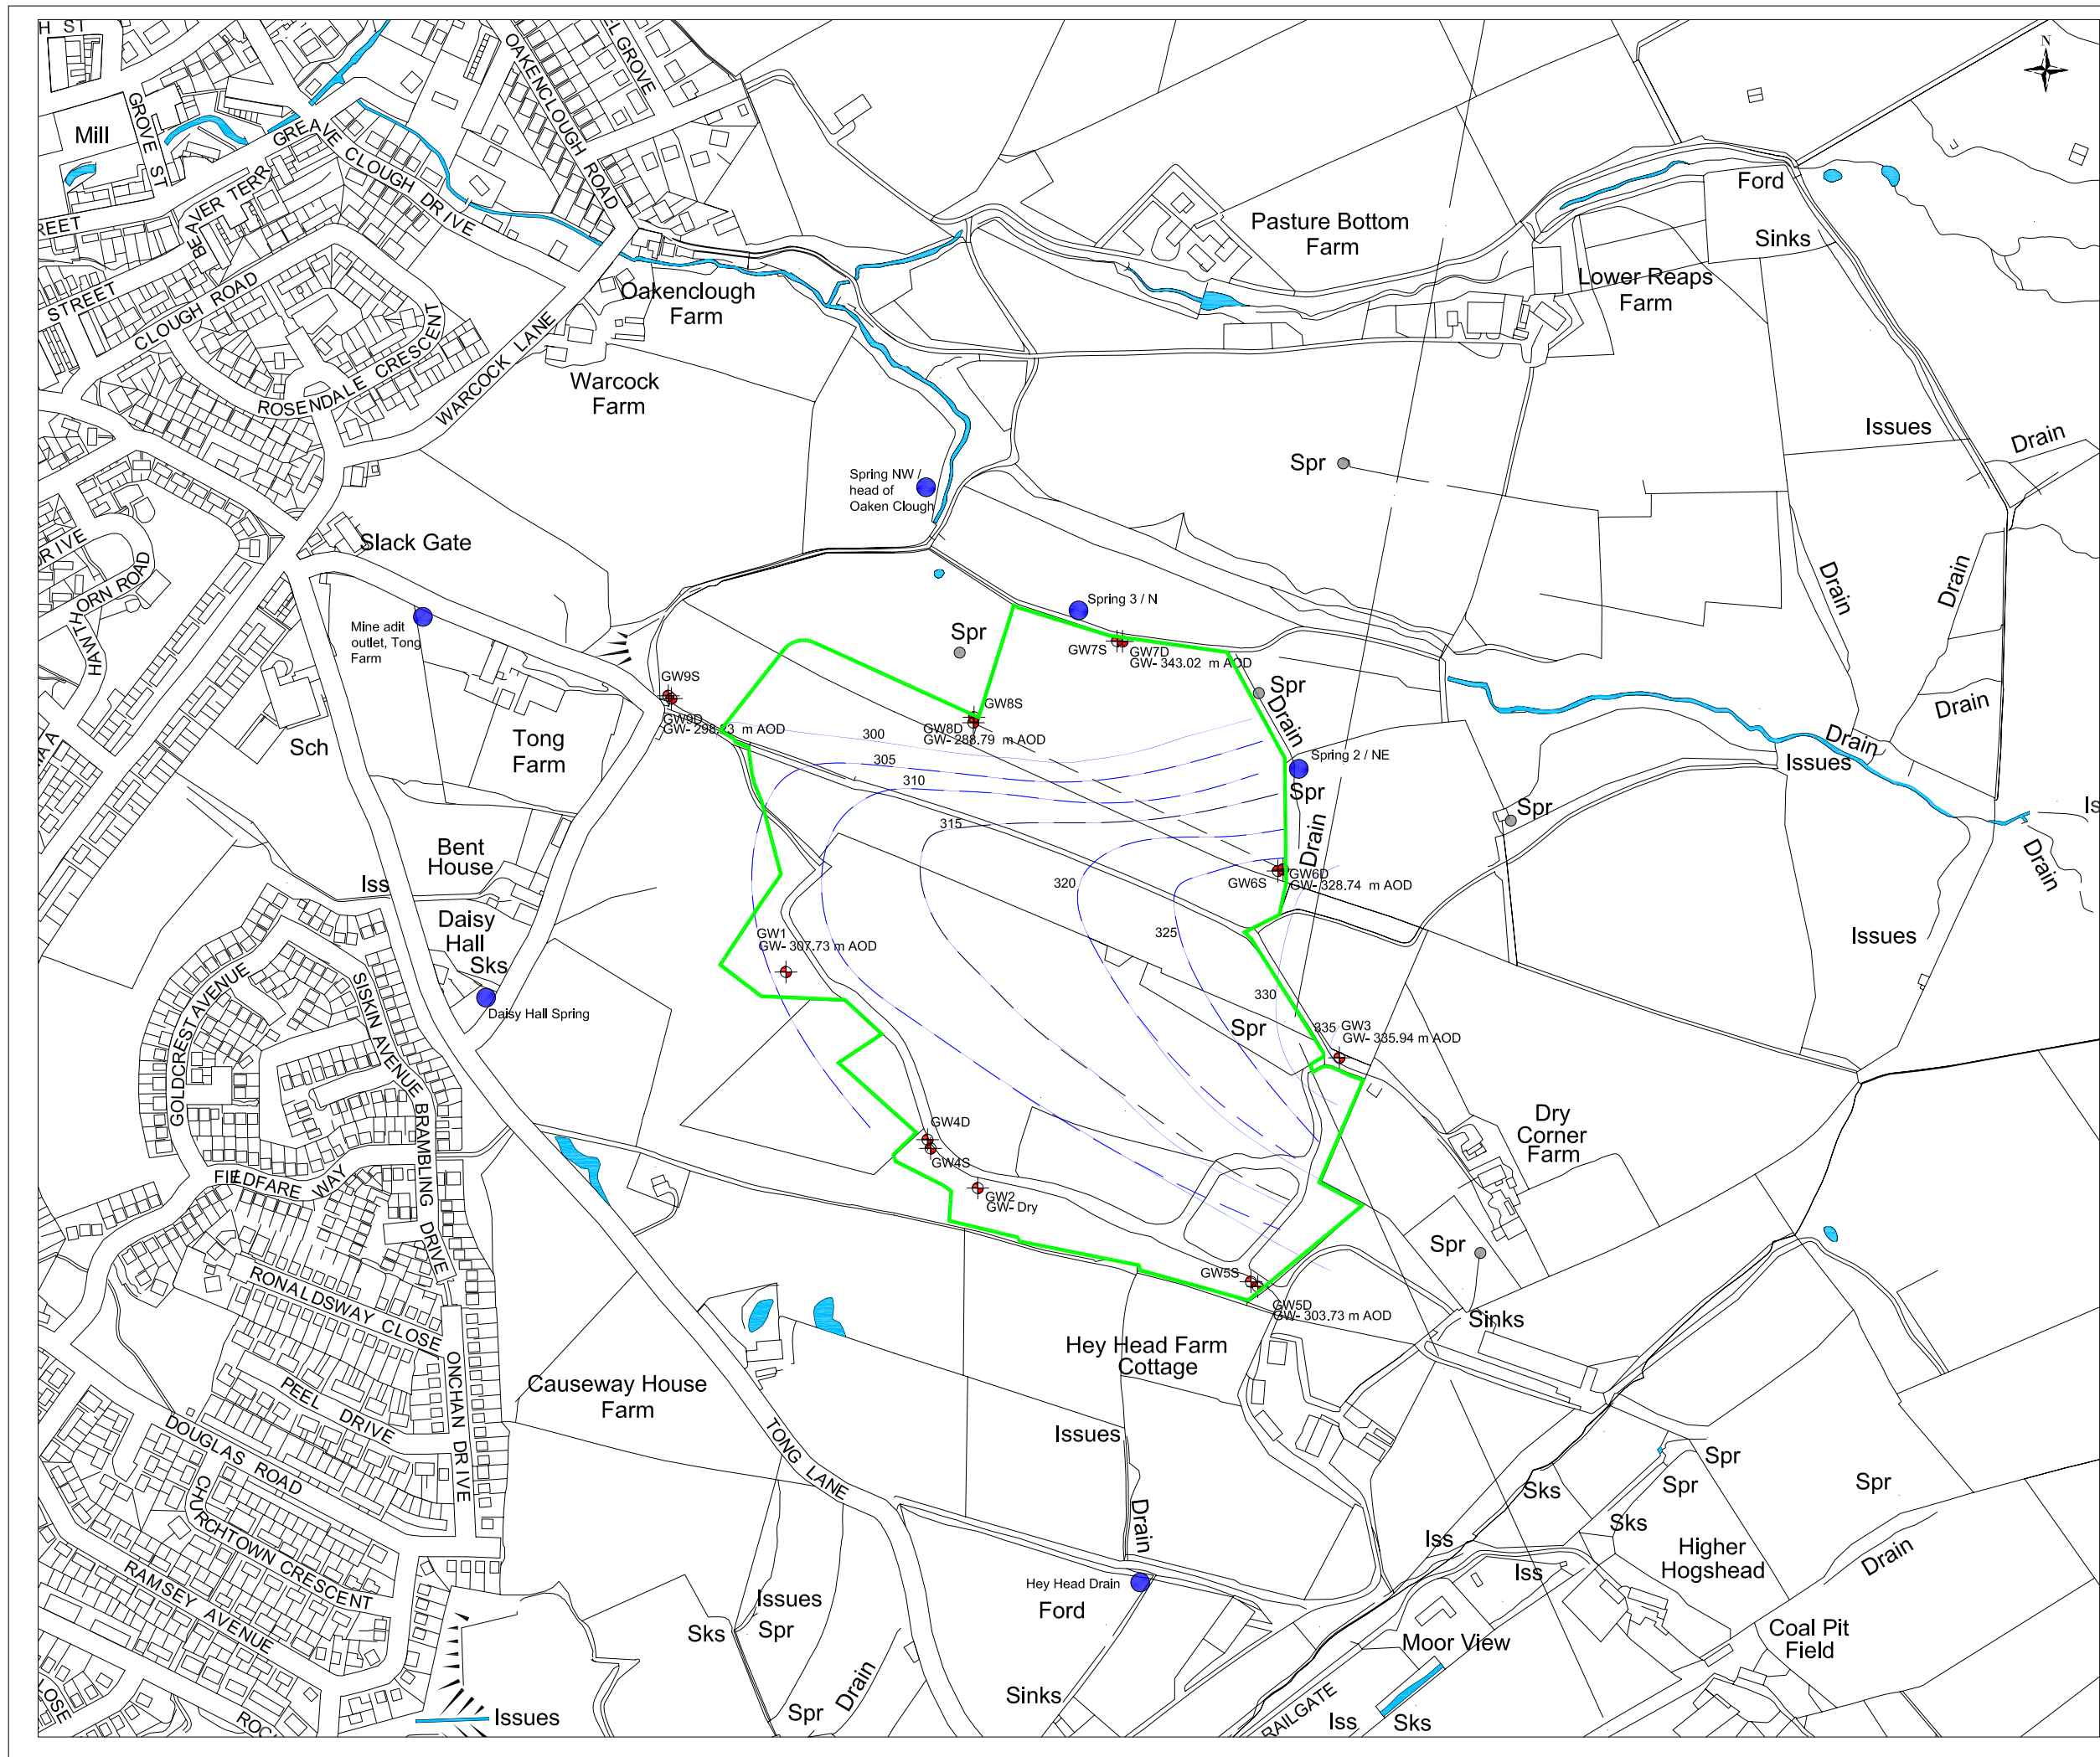 H ST
GROVE ST
Mill
GREAVE CLOUGH DRIVE
OAKENCLOUGH ROAD
EL GROVE
N
REET
BEAVER TERR
STREET
CLOUGH ROAD
ROSENDALE CRESCENT
WARCOCK LANE
Oakenclough
Farm
Warcock
Farm
Pasture Bottom
Farm
Ford
Sinks
Lower Reaps
Farm
Issues
Drain
Spr
Spring NW /
head of
Oaken Clough
Slack Gate
DRIVE
HAWTHORN ROAD
Drain
Drain
Mine adit
outlet, Tong
Farm
Spring 3 / N
Spr
GW7S
GW7D
GW- 343.02 m AOD
Spr
Drain
GW9S
GW9D
GW- 298.23 m AOD
GW8S
GW8D
GW- 288.79 m AOD
Drain
Sch
Tong
Farm
300
305
310
315
320
325
330
335
Spring 2 / NE
Spr
Drain
Drain
Issues
Spr
Is
Drain
Bent
House
Iss
GW6S
GW6D
GW- 328.74 m AOD
Daisy
Hall
Sks
Daisy Hall Spring
GW1
GW- 307.73 m AOD
Issues
Spr
GW3
GW- 335.94 m AOD
GOLDCREST AVENUE
SISKIN AVENUE
BRAMBLING DRIVE
FIELDFARE WAY
GW4D
GW4S
GW2
GW- Dry
Dry
Corner
Farm
Spr
GW5S
GW5D
GW- 303.73 m AOD
Sinks
RONALDSWAY CLOSE
Hey Head Farm
Cottage
Causeway House
Farm
PEEL DRIVE
ONCHAN DRIVE
DOUGLAS ROAD
TONG LANE
Issues
Drain
Spr
Spr
Spr
Sks
Sks
CHURCHTOWN CRESCENT
RAMSEY AVENUE
Iss
Iss
Higher
Hogshead
Drain
Hey Head Drain
Ford
Issues
Spr
Sks
Moor View
Coal Pit
Field
Drain
Spr
Sinks
RAILGATE
Iss
Sks
LOSE
ROC
Issues